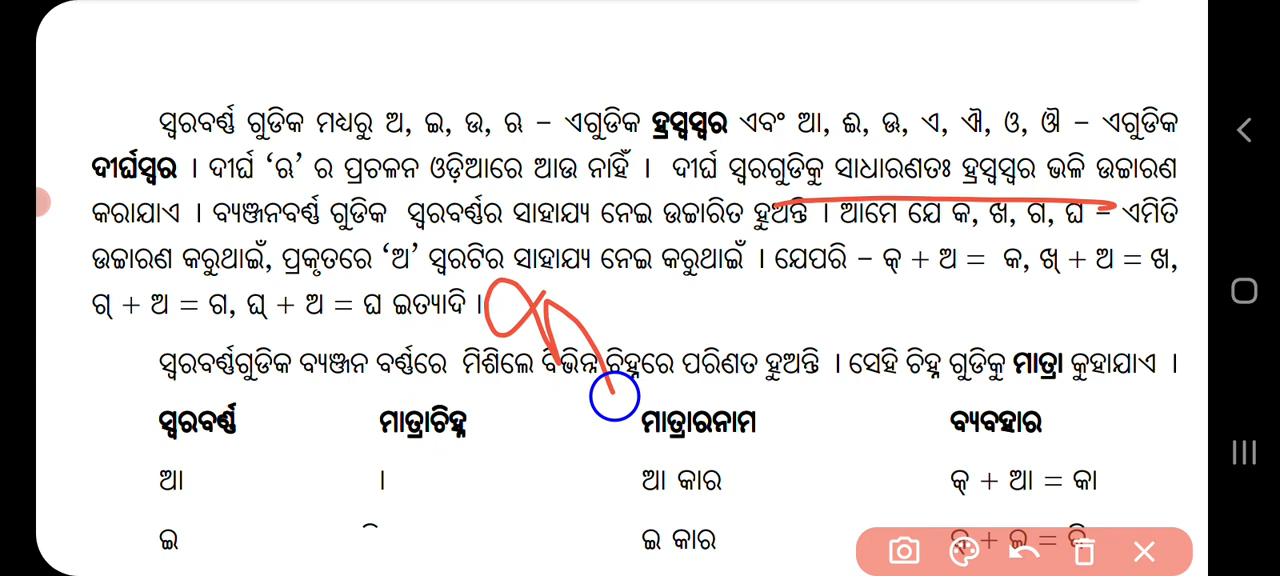 ସ୍ୱରବର୍ଣ୍ଣ ଗୁଡିକ ମଧ୍ୟରୁ ଅ, ଇ, ଉ, ଋ – ଏଗୁଡିକ ହ୍ରସ୍ୱସ୍ୱର ଏବଂ ଆ, ଈ, ଊ, ଏ, ଐ, ଓ, ଔ – ଏଗୁଡିକ
ଦୀର୍ଘସ୍ୱର । ଦୀର୍ଘ ‘ଋ’ ର ପ୍ରଚଳନ ଓଡ଼ିଆରେ ଆଉ ନାହିଁ । ଦୀର୍ଘ ସ୍ୱରଗୁଡିକୁ ସାଧାରଣତଃ ହ୍ରସ୍ୱସ୍ୱର ଭଳି ଉଚ୍ଚାରଣ
କରାଯାଏ । ବ୍ୟଞ୍ଜନବର୍ଣ୍ଣ ଗୁଡିକ ସ୍ୱରବର୍ଣ୍ଣର ସାହାଯ୍ୟ ନେଇ ଉଚ୍ଚାରିତ ହୁଅନ୍ତି । ଆମେ ଯେ କ, ଖ, ଗ, ଘ – ଏମିତି
ଉଚ୍ଚାରଣ କରୁଥାଇଁ, ପ୍ରକୃତରେ ‘ଅ’ ସ୍ୱରଟିର ସାହାଯ୍ୟ ନେଇ କରୁଥାଇଁ । ଯେପରି – କ୍ + ଅ = କ, ଖ୍ + ଅ = ଖ,
ଗ୍ + ଅ = ଗ, ଘ୍ + ଅ = ଘ ଇତ୍ୟାଦି ।
ସ୍ୱରବର୍ଣ୍ଣଗୁଡିକ ବ୍ୟଞ୍ଜନ ବର୍ଣ୍ଣରେ ମିଶିଲେ ବିଭିନ୍ନ ଚିହ୍ନରେ ପରିଣତ ହୁଅନ୍ତି । ସେହି ଚିହ୍ନ ଗୁଡିକୁ ମାତ୍ରା କୁହାଯାଏ ।
ସ୍ୱରବର୍ଣ୍ଣ ମାତ୍ରାଚିହ୍ନ ମାତ୍ରାରନାମ ବ୍ୟବହାର
ଆ ା ଆ କାର କ୍ + ଆ = କା
ଇ ି ଇ କାର କ୍ + ଇ = କି